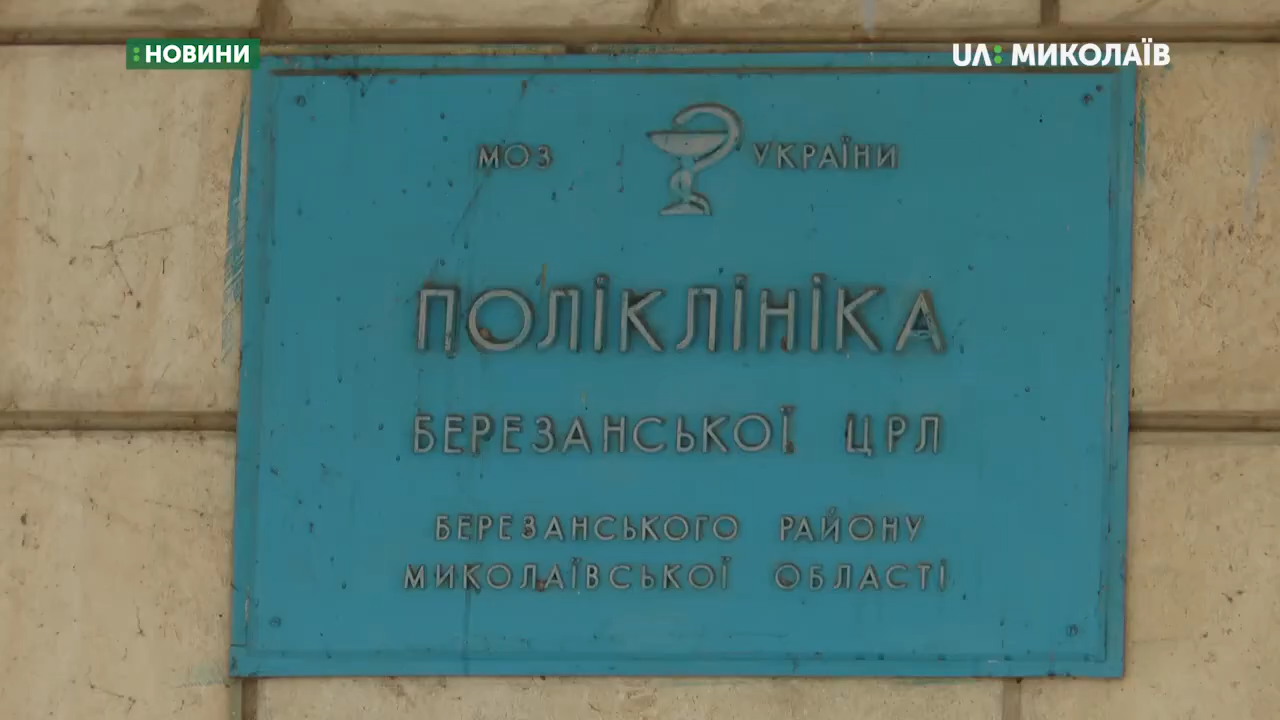 :НОВИНИ
UA: МИКОЛАЇВ
МОЗ УКРАЇНИ
ПОЛІКЛІНІКА
БЕРЕЗАНСЬКОЇ ЦРЛ
БЕРЕЗАНСЬКОГО РАЙОНУ
МИКОЛАЇВСЬКОЇ ОБЛАСТІ